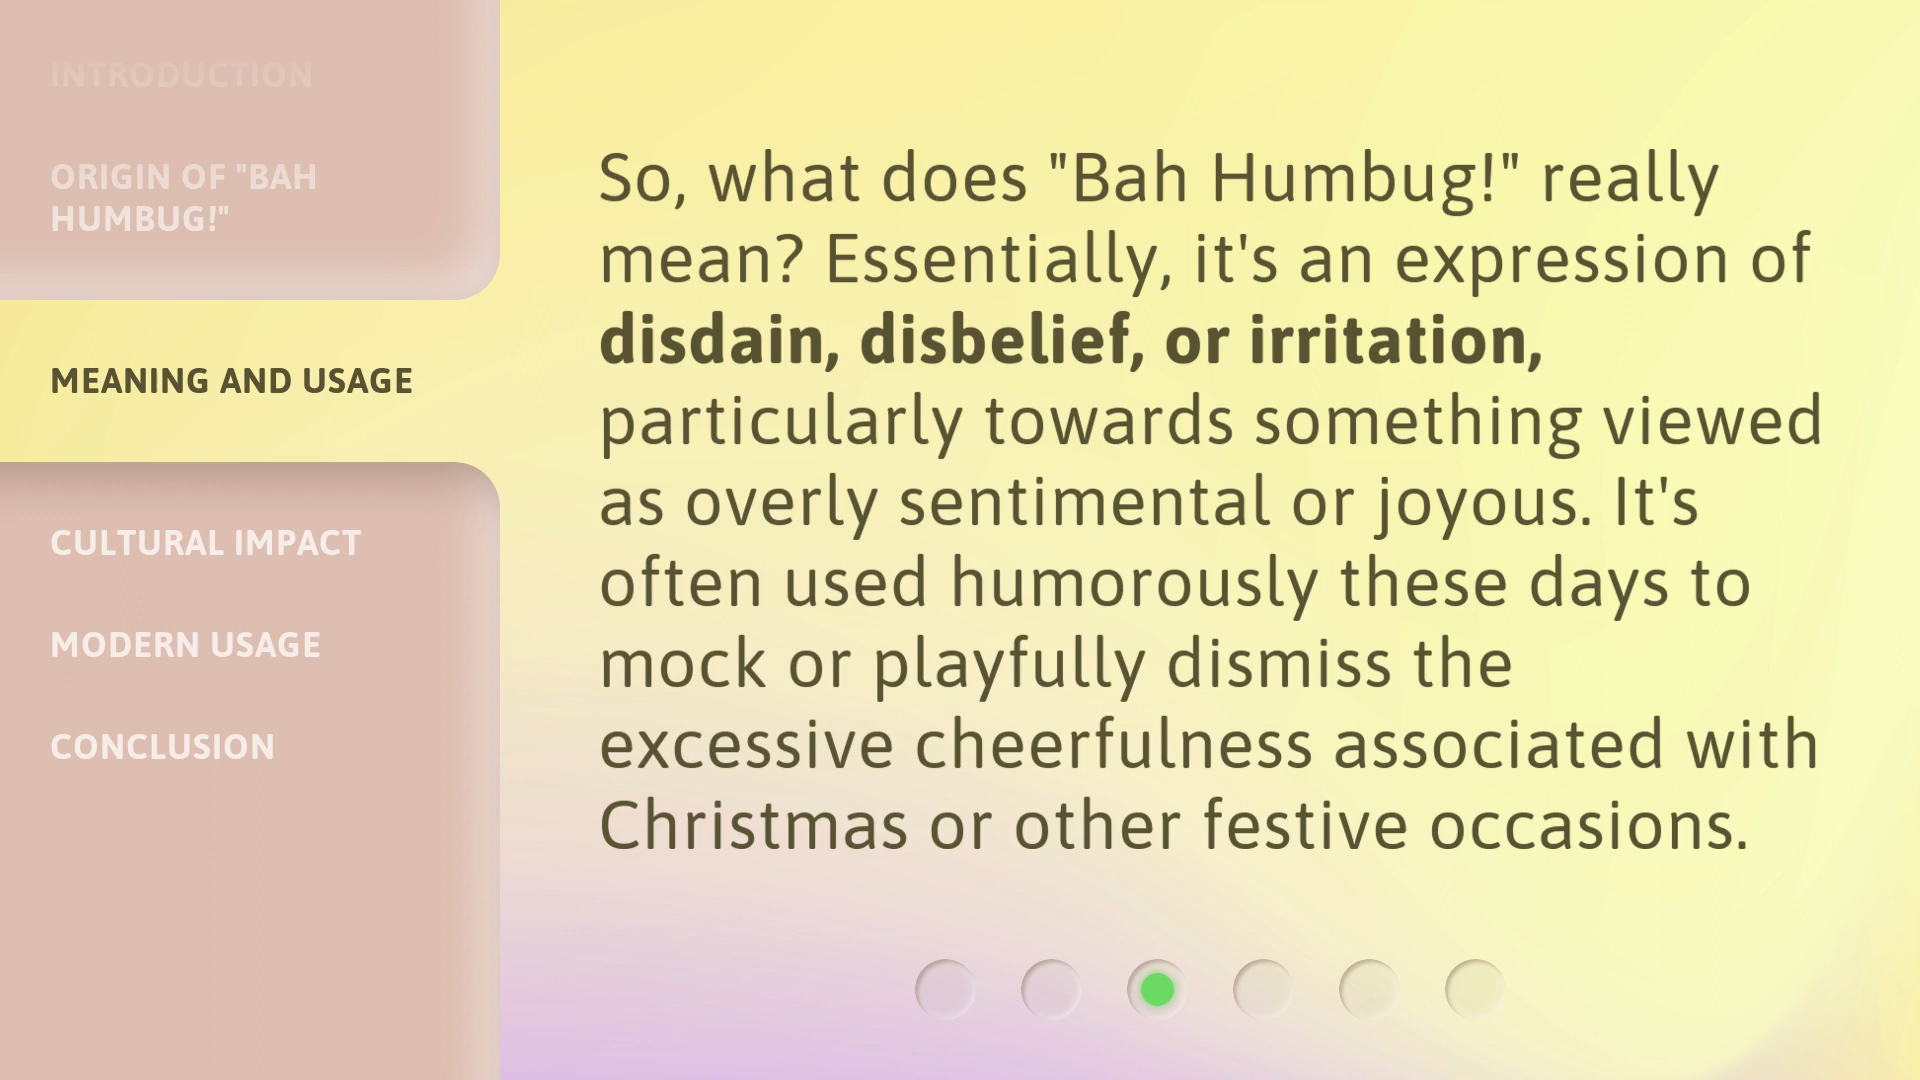 INTRODUCTION
ORIGIN OF "BAH
HUMBUG!"
MEANING AND USAGE
CULTURAL IMPACT
MODERN USAGE
CONCLUSION
So, what does "Bah Humbug!" really
mean? Essentially, it's an expression of
disdain, disbelief, or irritation,
particularly towards something viewed
as overly sentimental or joyous. It's
often used humorously these days to
mock or playfully dismiss the
excessive cheerfulness associated with
Christmas or other festive occasions.